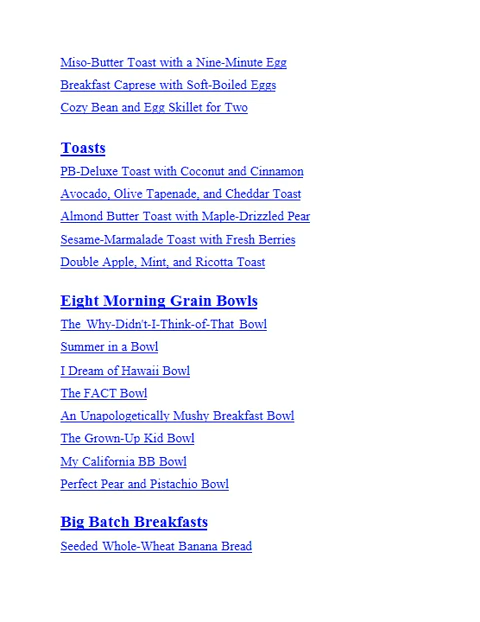 Miso-Butter Toast with a Nine-Minute Egg
Breakfast Caprese with Soft-Boiled Eggs
Cozy Bean and Egg Skillet for Two
Toasts
PB-Deluxe Toast with Coconut and Cinnamon
Avocado, Olive Tapenade, and Cheddar Toast
Almond Butter Toast with Maple-Drizzled Pear
Sesame-Marmalade Toast with Fresh Berries
Double Apple, Mint, and Ricotta Toast
Eight Morning Grain Bowls
The Why-Didn't-I-Think-of-That Bowl
Summer in a Bowl
I Dream of Hawaii Bowl
The FACT Bowl
An Unapologetically Mushy Breakfast Bowl
The Grown-Up Kid Bowl
My California BB Bowl
Perfect Pear and Pistachio Bowl
Big Batch Breakfasts
Seeded Whole-Wheat Banana Bread